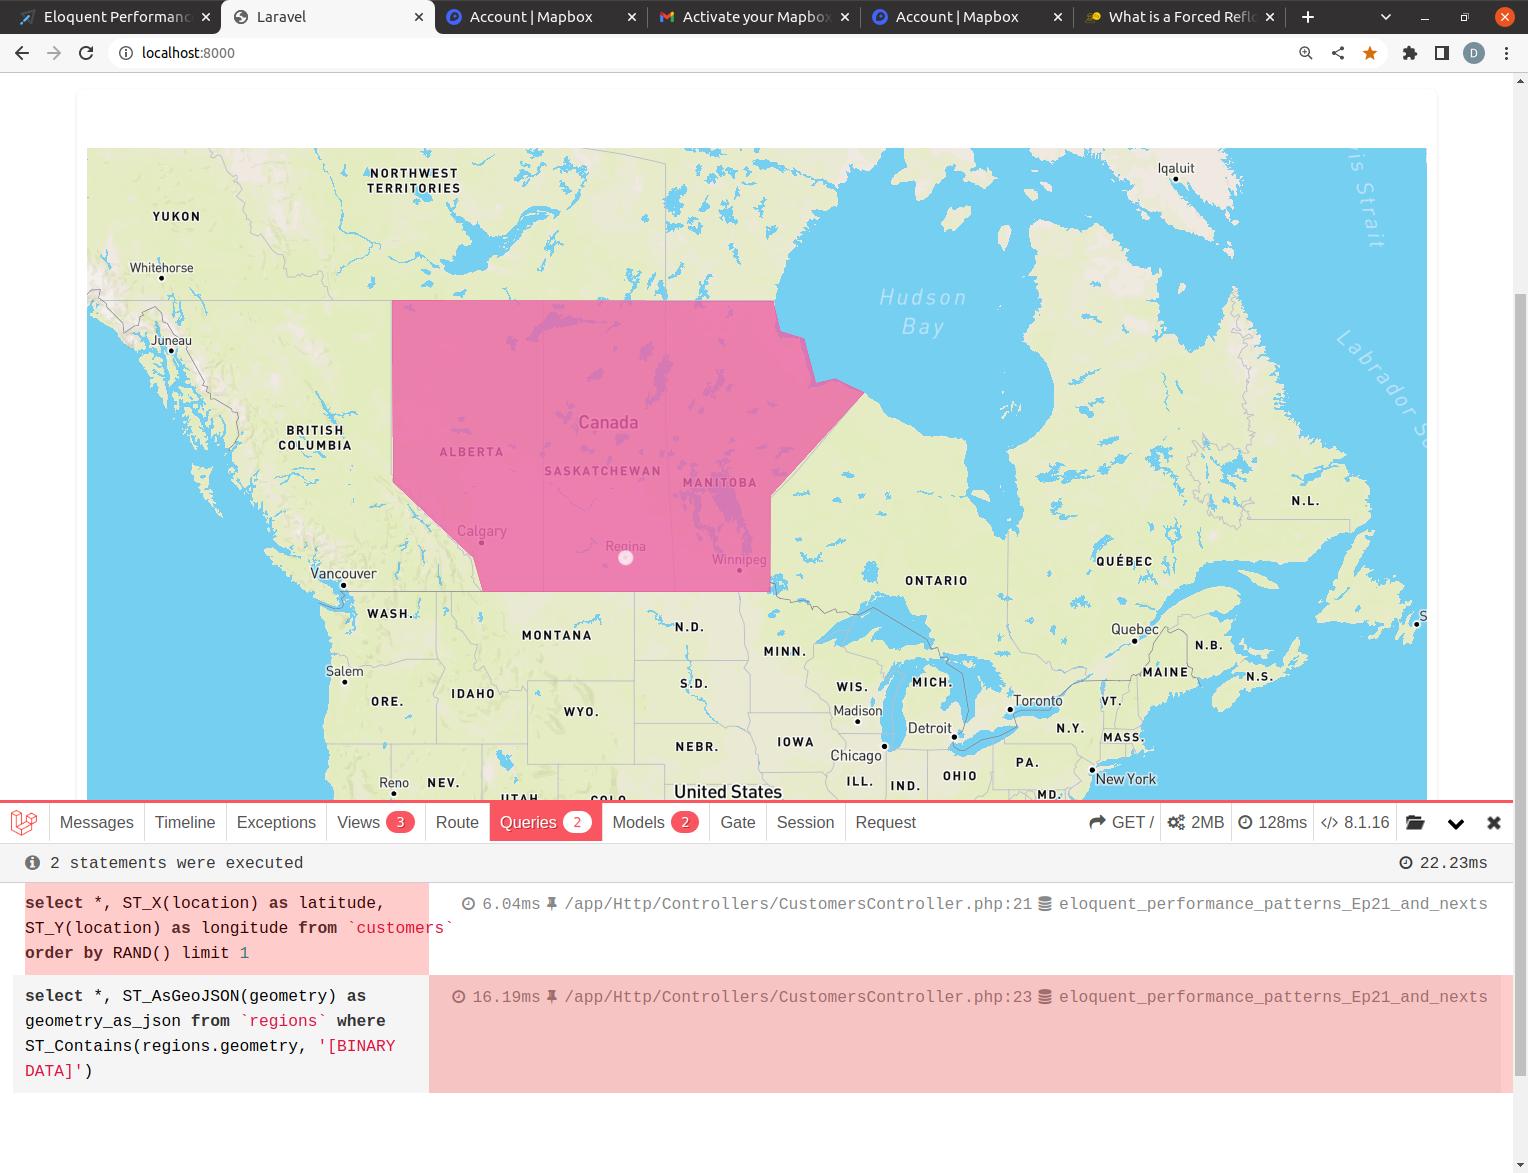 Eloquent Performanc
Laravel
Account | Mapbox
Activate your Mapbox
Account | Mapbox
What is a Forced Reflo
localhost:8000
D
NORTHWEST
TERRITORIES
Iqaluit
vis Strait
YUKON
Whitehorse
Hudson
Bay
Juneau
Labrador S
Canada
BRITISH
COLUMBIA
ALBERTA
SASKATCHEWAN
MANITOBA
N.L.
Calgary
Regina
Winnipeg
QUÉBEC
Vancouver
ONTARIO
WASH.
S
N.D.
MONTANA
Quebec
N.B.
MINN.
Salem
MAINE
N.S.
S.D.
MICH.
WIS.
IDAHO
ORE.
Toronto
VT.
WYO.
Madison
Detroit
N.Y.
MASS.
IOWA
NEBR.
Chicago
PA.
OHIO
Reno
NEV.
ILL.
IND.
New York
United States
MD.
UTAH
COLO.
Messages
Timeline
Exceptions
Views 3
Route
Queries 2
Models 2
Gate
Session
Request
GET /
2MB
128ms
8.1.16
2 statements were executed
22.23ms
select *, ST_X(location) as latitude,
ST_Y(location) as longitude from `customers`
order by RAND() limit 1
6.04ms /app/Http/Controllers/CustomersController.php:21 eloquent_performance_patterns_Ep21_and_nexts
select *, ST_AsGeoJSON(geometry) as
geometry_as_json from `regions` where
ST_Contains(regions.geometry, '[BINARY
DATA]')
16.19ms /app/Http/Controllers/CustomersController.php:23 eloquent_performance_patterns_Ep21_and_nexts